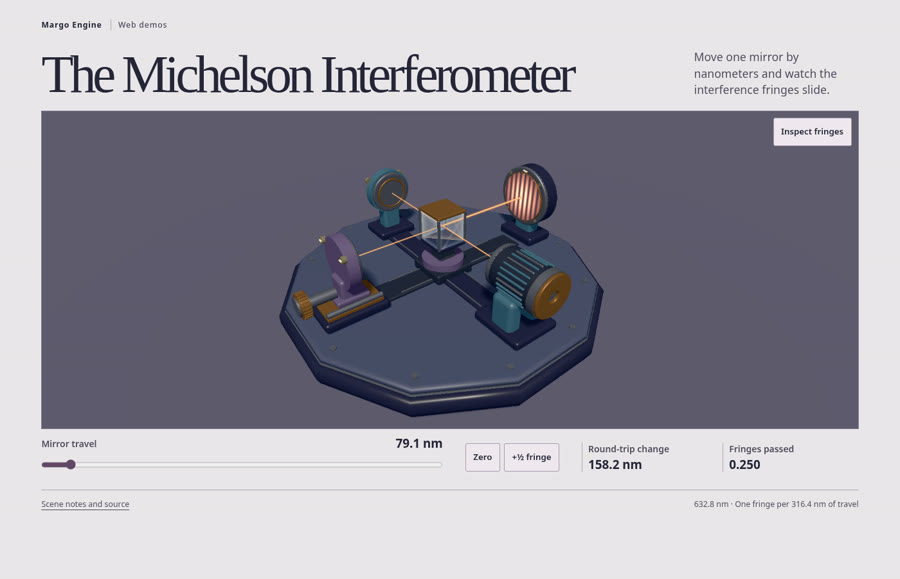 Margo Engine
Web demos
The Michelson Interferometer
Move one mirror by
nanometers and watch the
interference fringes slide.
Inspect fringes
Mirror travel
79.1 nm
Zero
+½ fringe
Round-trip change
158.2 nm
Fringes passed
0.250
Scene notes and source
632.8 nm · One fringe per 316.4 nm of travel